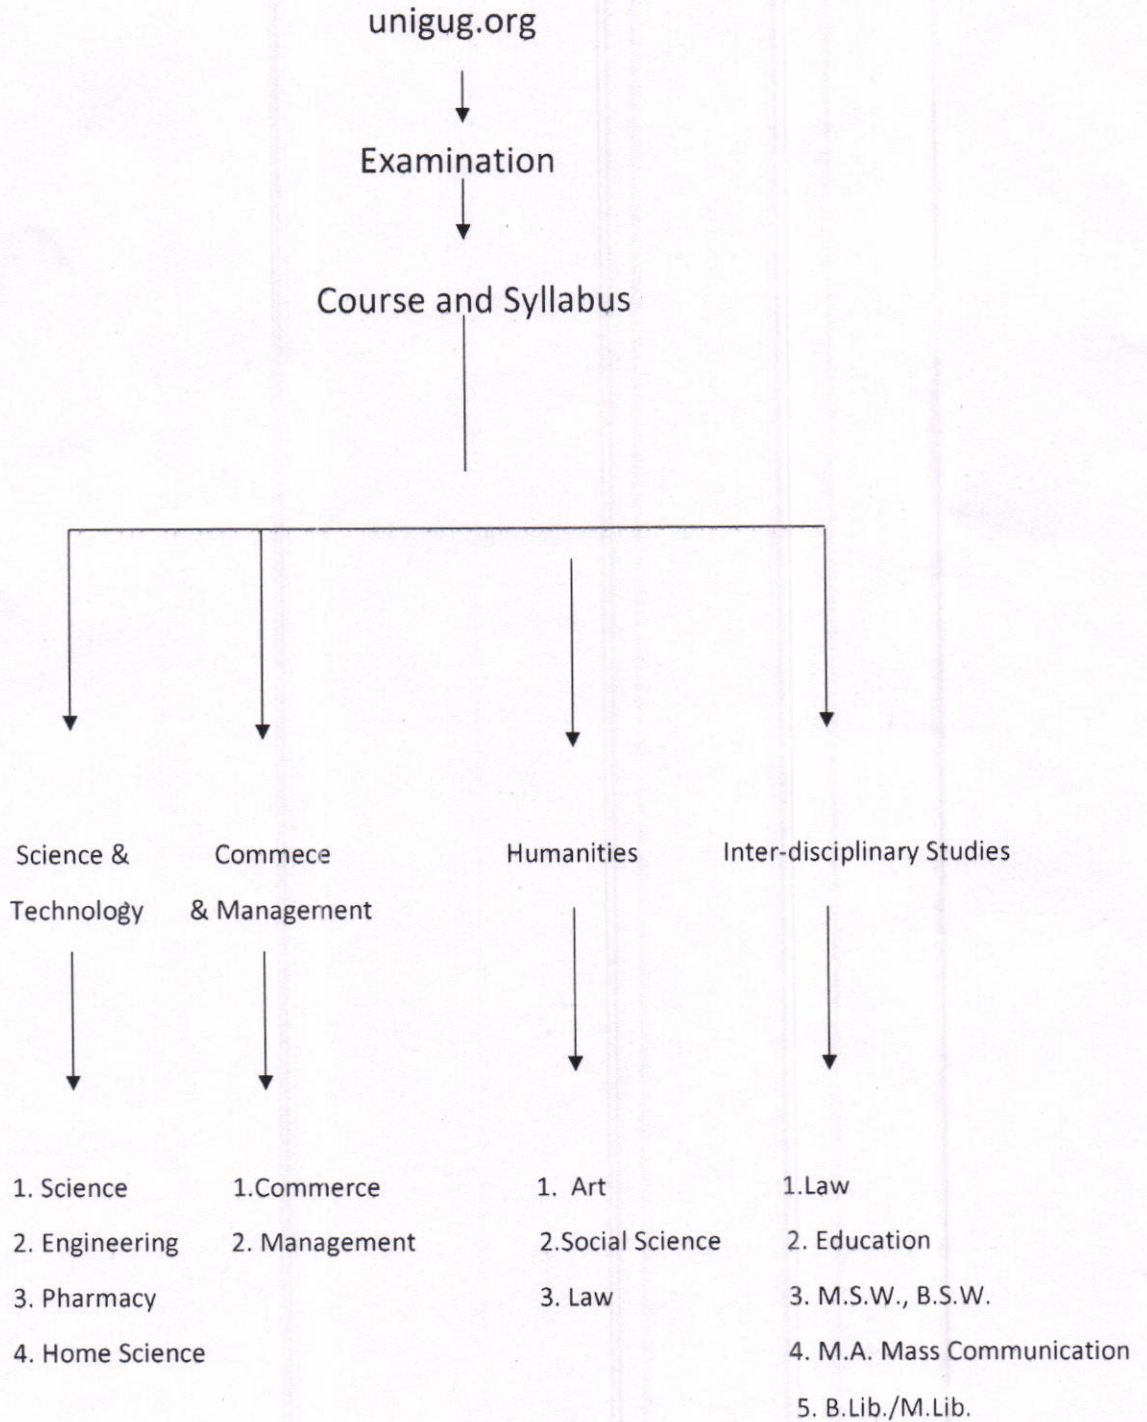 unigug.org
Examination
Course and Syllabus
Science &
Technology
Commece
& Management
Humanities
Inter-disciplinary Studies
1. Science
2. Engineering
3. Pharmacy
4. Home Science
1.Commerce
2. Management
1. Art
2.Social Science
3. Law
1.Law
2. Education
3. M.S.W., B.S.W.
4. M.A. Mass Communication
5. B.Lib./M.Lib.